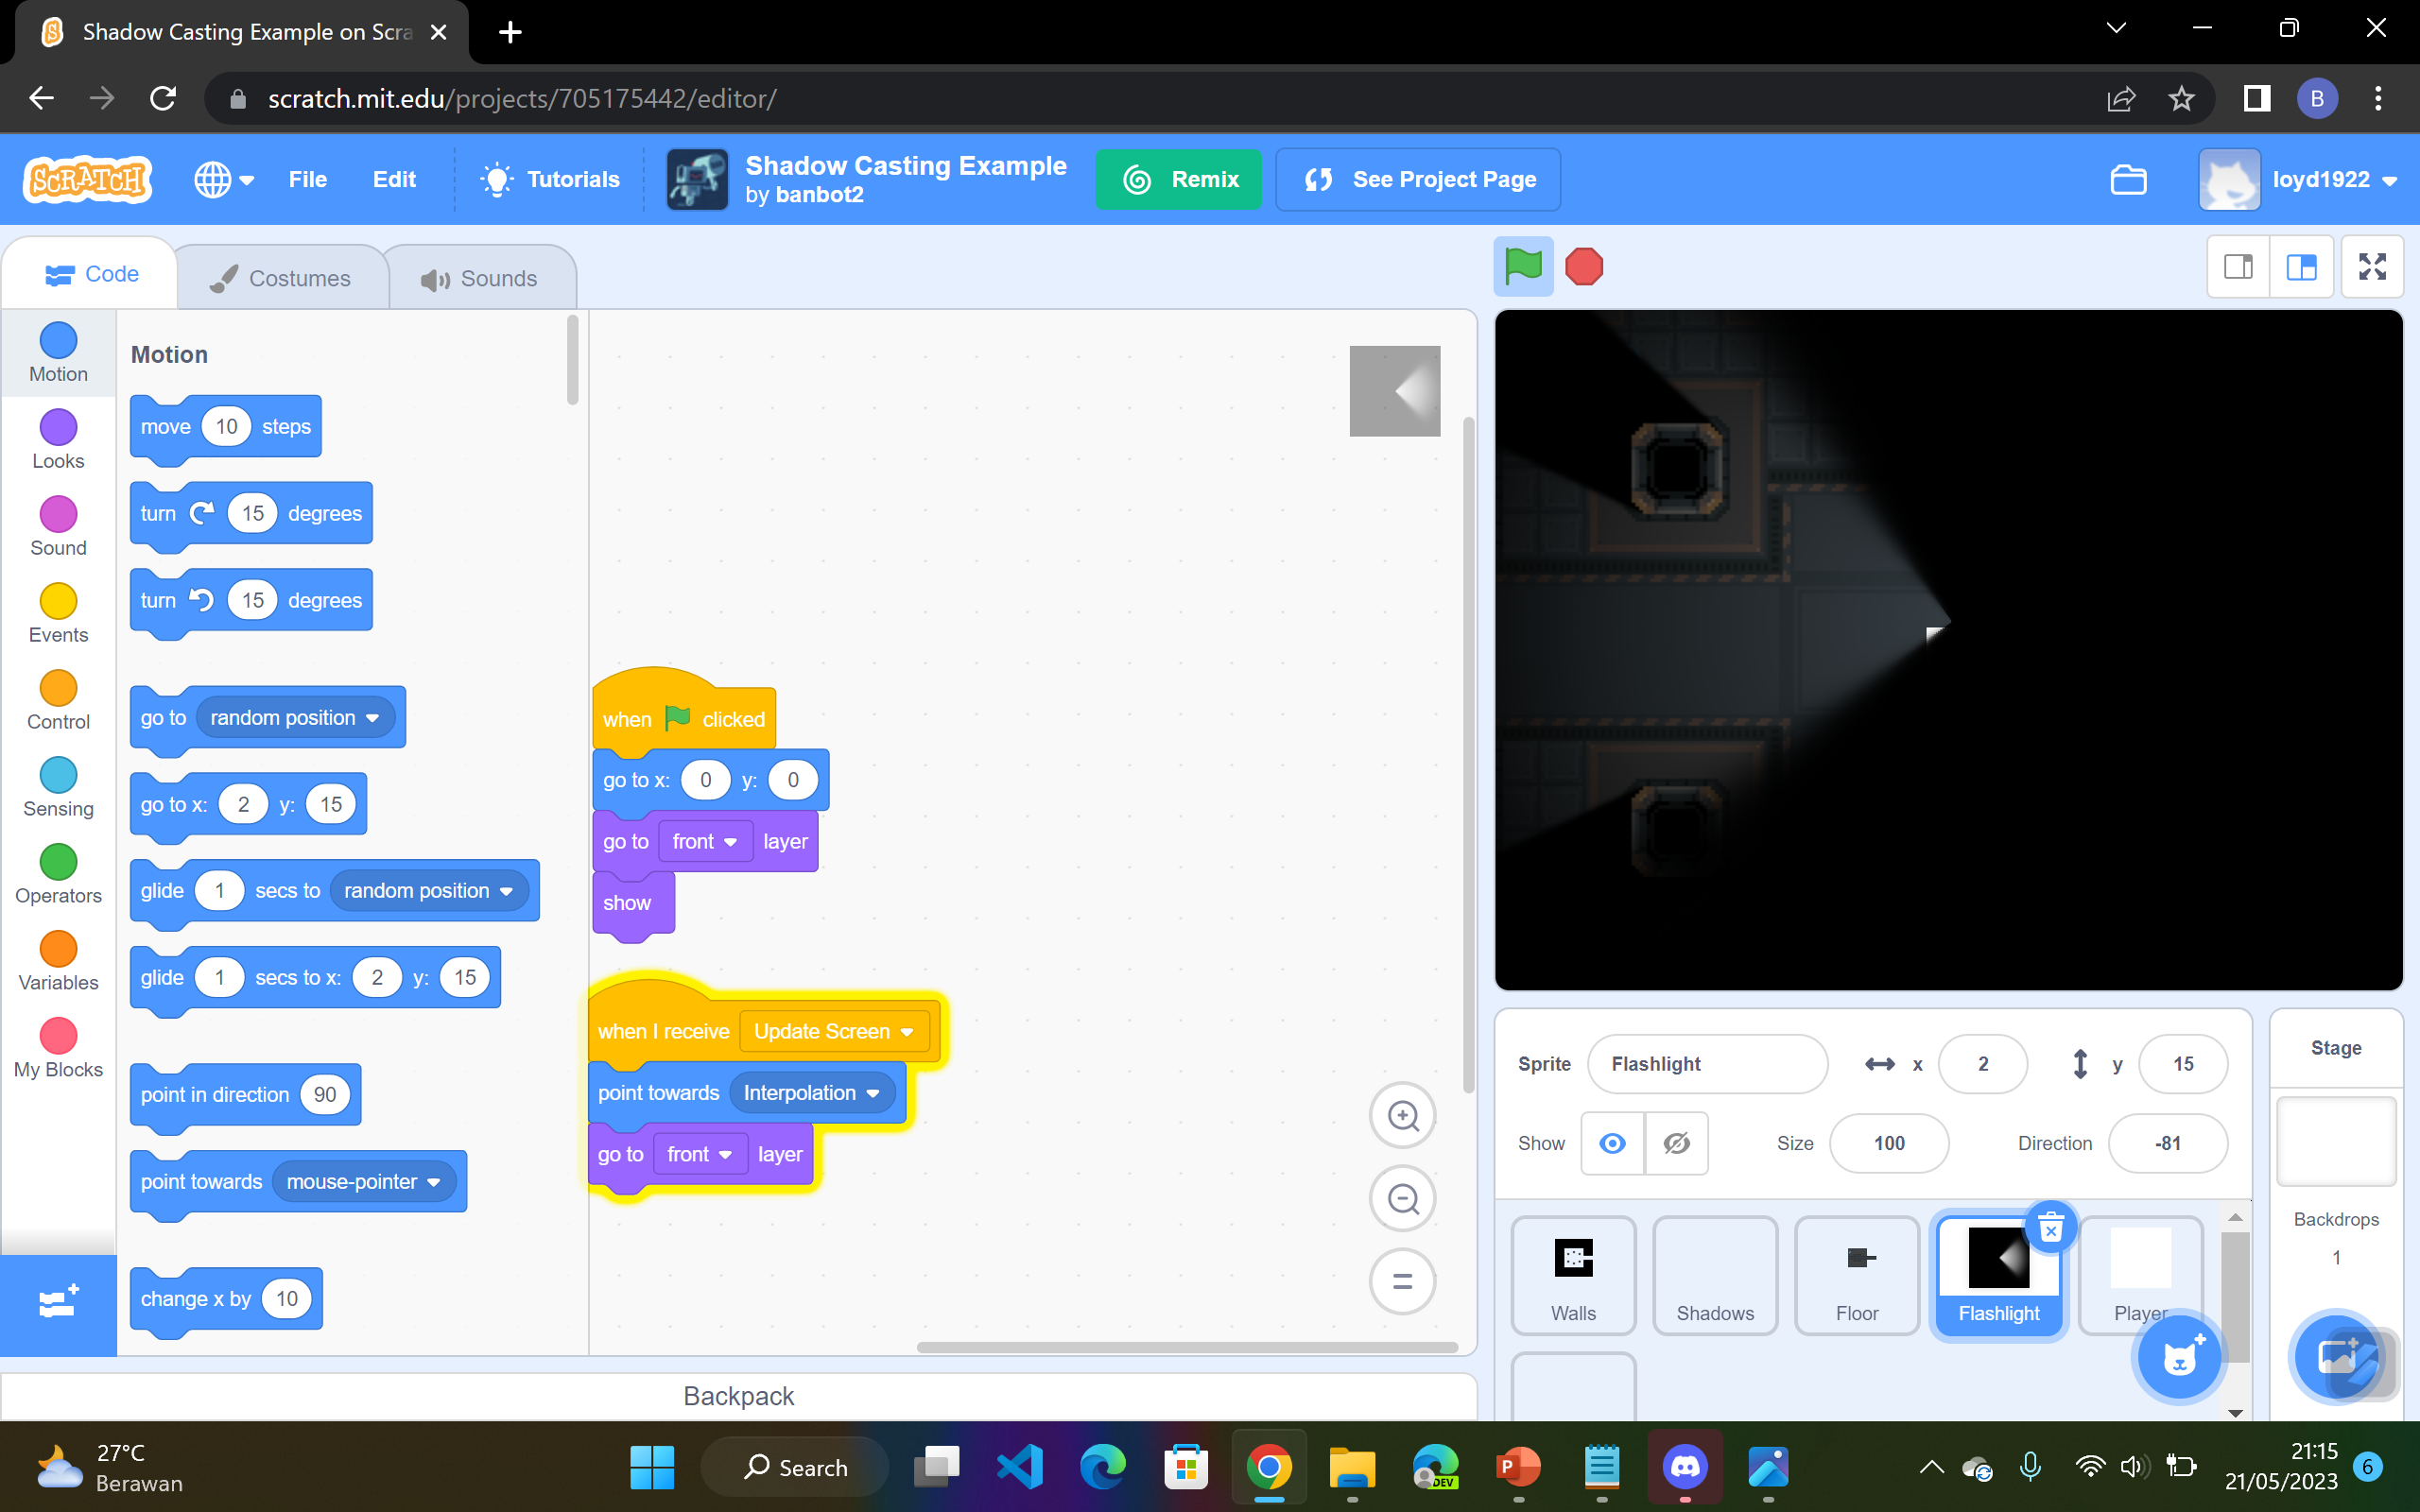 Shadow Casting Example on Scra
scratch.mit.edu/projects/705175442/editor/
B
SCRATCH
File
Edit
Tutorials
Shadow Casting Example
by banbot2
Remix
See Project Page
loyd1922
Code
Costumes
Sounds
Motion
Looks
Sound
Events
Control
Sensing
Operators
Variables
My Blocks
Motion
move 10 steps
turn 15 degrees
turn 15 degrees
go to random position
go to x: 2 y: 15
glide 1 secs to random position
glide 1 secs to x: 2 y: 15
point in direction 90
point towards mouse-pointer
change x by 10
when clicked
go to x: 0 y: 0
go to front layer
show
when I receive Update Screen
point towards Interpolation
go to front layer
Backpack
Sprite Flashlight x 2 y 15
Show Size 100 Direction -81
Walls
Shadows
Floor
Flashlight
Player
Stage
Backdrops
1
27°C
Berawan
Search
DEV
P
21:15
21/05/2023
6